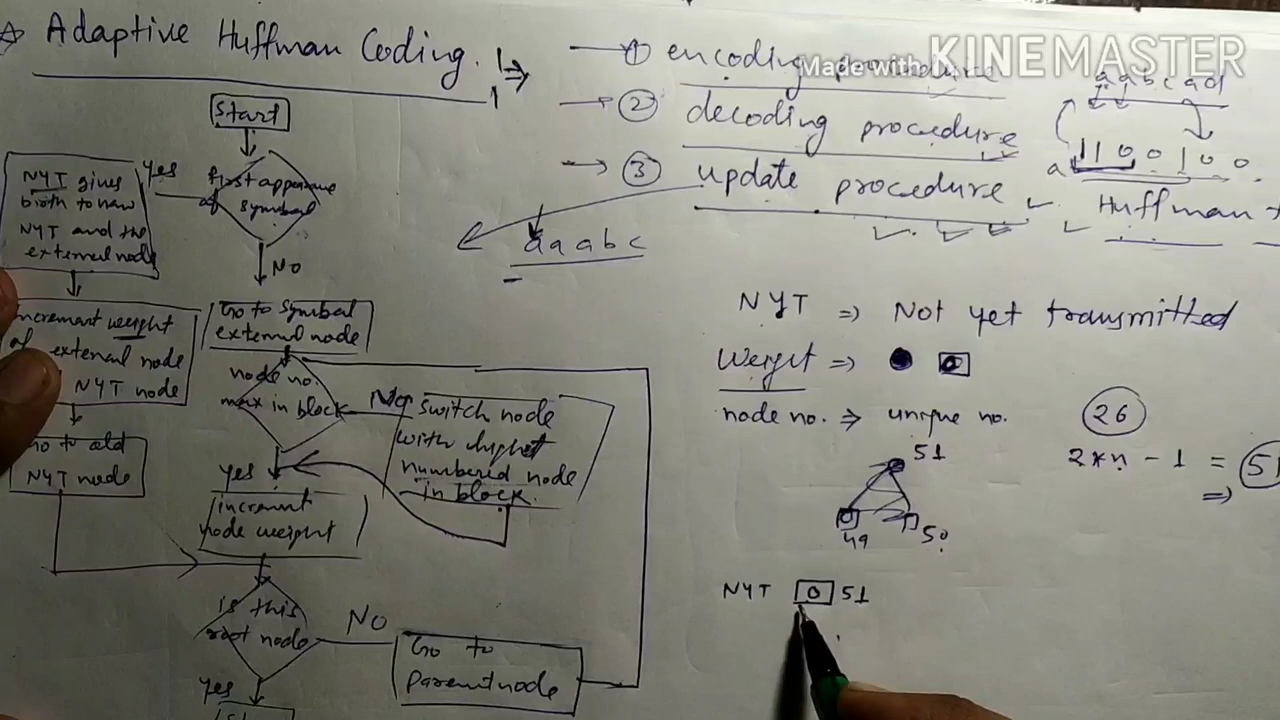 Adaptive Huffman Coding.
① encoding procedure
② decoding procedure
③ update procedure
Made with KINEMASTER
aabcad
a 1100100.
Huffman
Start
First appearance
of symbol
yes
NYT gives
birth to new
NYT and the
external node
NO
increment weight
of external node
NYT node
Go to old
NYT node
Go to symbol
external node
node no.
max in block
No
Switch node
with highest
numbered node
in block.
yes
increment
node weight
is this
root node
NO
Go to
Parent node
yes
aaabc
NYT ⇒ Not yet transmitted
Weight ⇒ 0
node no. ⇒ unique no.
26
2*n - 1 = 51
⇒
51
49 50
NYT 0 51